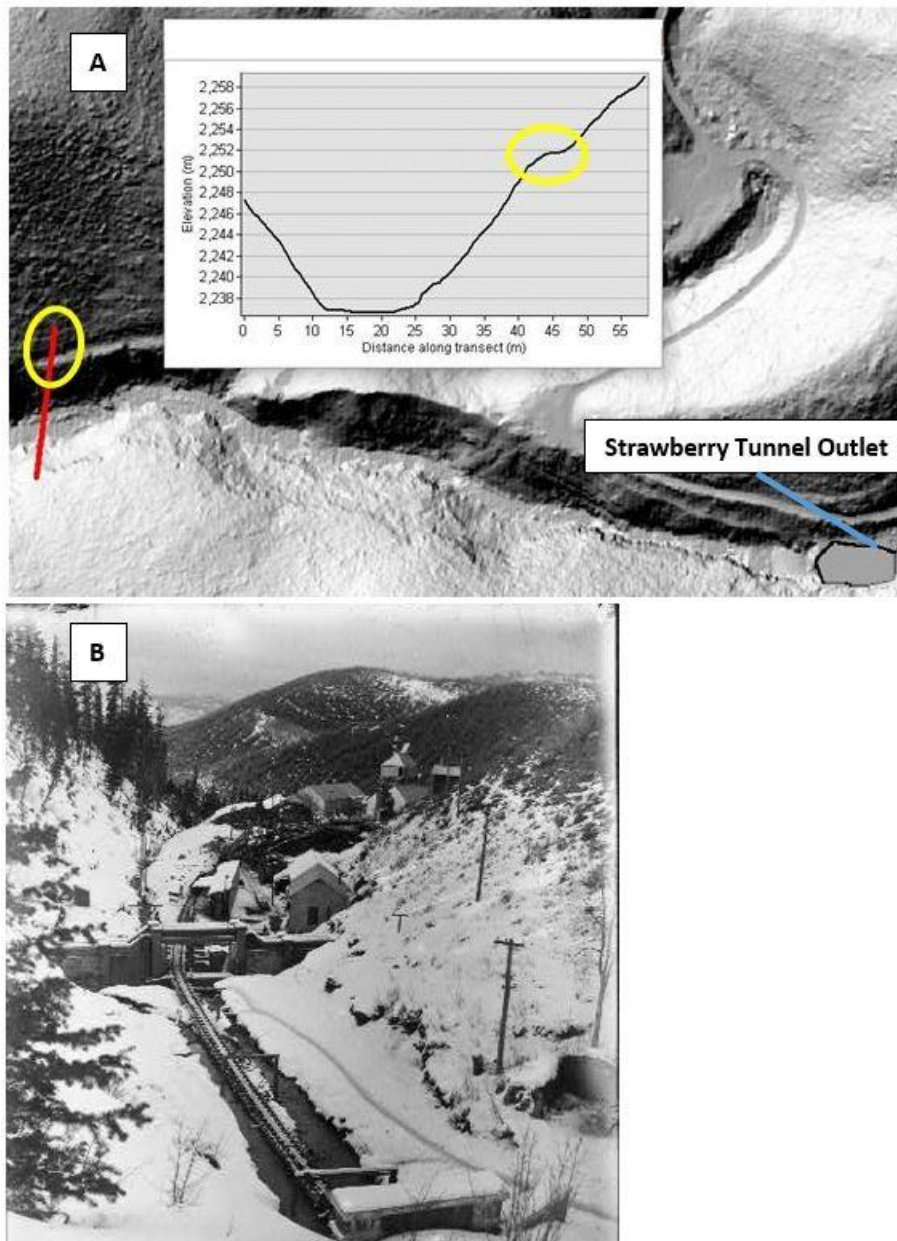 A
2,258
2,256
2,254
2,252
2,250
2,248
2,246
2,244
2,242
2,240
2,238
Elevation (m)
0 5 10 15 20 25 30 35 40 45 50 55
Distance along transect (m)
Strawberry Tunnel Outlet
B